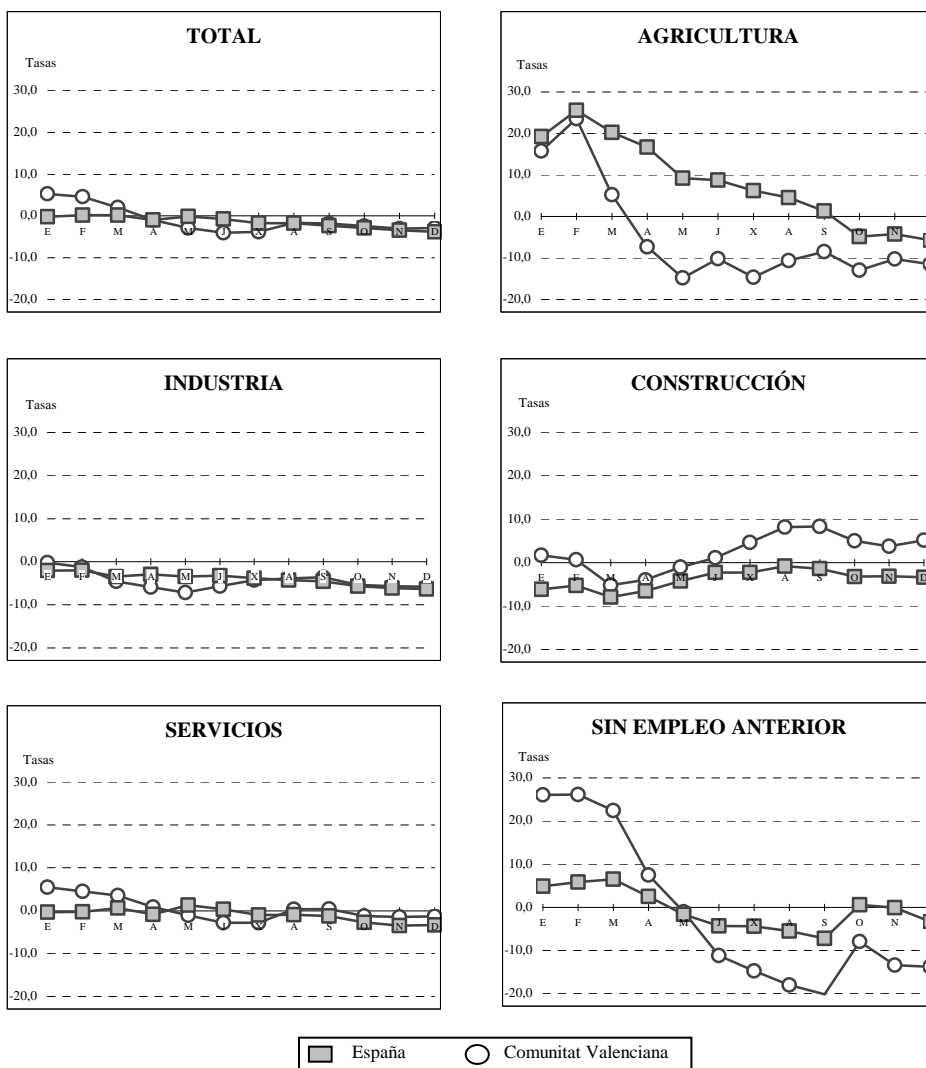 TOTAL
Tasas
30,0
20,0
10,0
0,0
E F M A M J X A S O N D
-10,0
-20,0
AGRICULTURA
Tasas
30,0
20,0
10,0
0,0
E F M A M J X A S O N
-10,0
-20,0
INDUSTRIA
Tasas
30,0
20,0
10,0
0,0
E F M A M J X A S O N D
-10,0
-20,0
CONSTRUCCIÓN
Tasas
30,0
20,0
10,0
0,0
E F M A M J X A S O N D
-10,0
-20,0
SERVICIOS
Tasas
30,0
20,0
10,0
0,0
E F M A M J X A S O N D
-10,0
-20,0
SIN EMPLEO ANTERIOR
Tasas
30,0
20,0
10,0
0,0
E F M A M J X A S O N
-10,0
-20,0
España Comunitat Valenciana